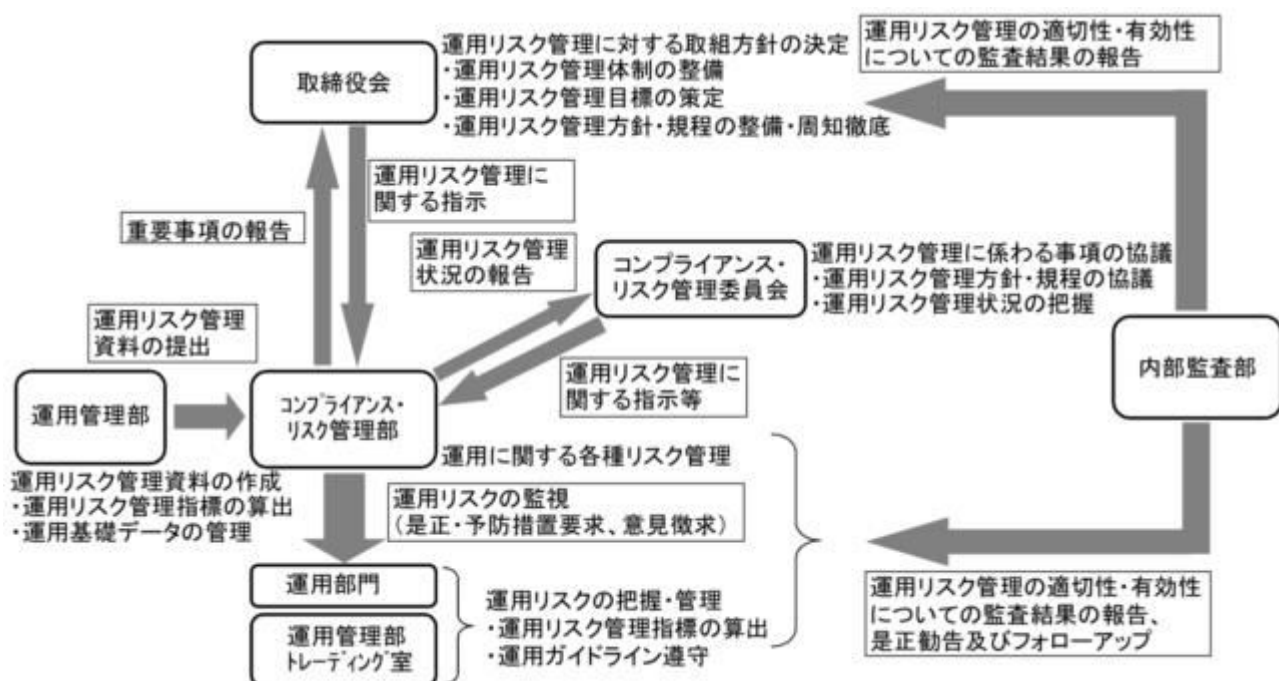 取締役会
運用リスク管理に対する取組方針の決定
・運用リスク管理体制の整備
・運用リスク管理目標の策定
・運用リスク管理方針・規程の整備・周知徹底
運用リスク管理の適切性・有効性
についての監査結果の報告
運用リスク管理に
関する指示
重要事項の報告
運用リスク管理
状況の報告
コンプライアンス・
リスク管理委員会
運用リスク管理に係わる事項の協議
・運用リスク管理方針・規程の協議
・運用リスク管理状況の把握
運用リスク管理
資料の提出
運用リスク管理に
関する指示等
内部監査部
運用管理部
コンプライアンス・
リスク管理部
運用に関する各種リスク管理
運用リスク管理資料の作成
・運用リスク管理指標の算出
・運用基礎データの管理
運用リスクの監視
（是正・予防措置要求、意見徴求）
運用部門
運用管理部
トレーディング室
運用リスクの把握・管理
・運用リスク管理指標の算出
・運用ガイドライン遵守
運用リスク管理の適切性・有効性
についての監査結果の報告、
是正勧告及びフォローアップ